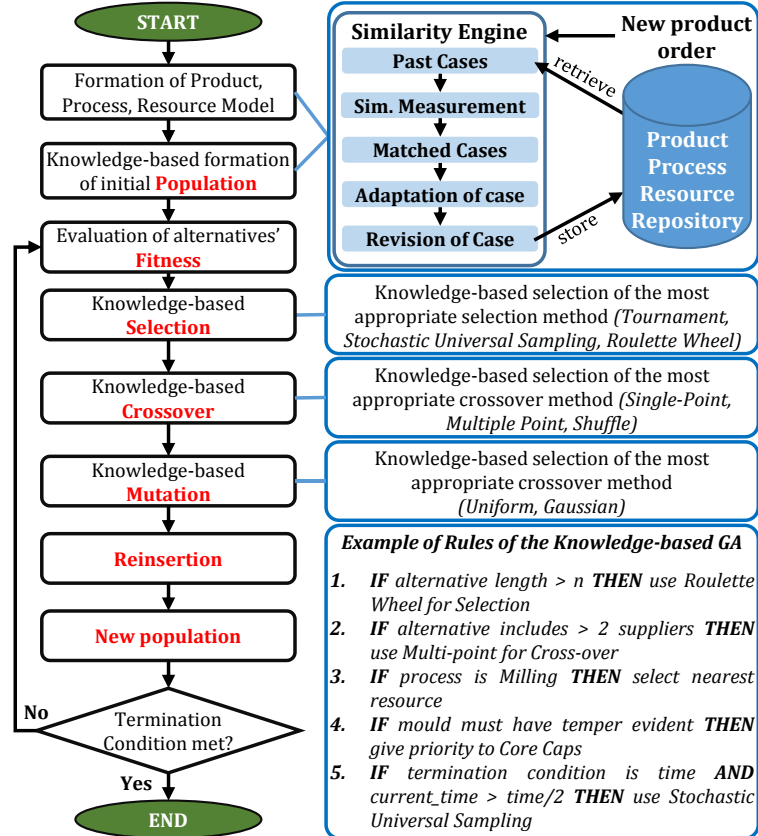 START
Formation of Product,
Process, Resource Model
Knowledge-based formation
of initial Population
Evaluation of alternatives’
Fitness
Knowledge-based
Selection
Knowledge-based
Crossover
Knowledge-based
Mutation
Reinsertion
New population
No
Termination
Condition met?
Yes
END
Similarity Engine
Past Cases
Sim. Measurement
Matched Cases
Adaptation of case
Revision of Case
New product
order
retrieve
Product
Process
Resource
Repository
store
Knowledge-based selection of the most
appropriate selection method (Tournament,
Stochastic Universal Sampling, Roulette Wheel)
Knowledge-based selection of the most
appropriate crossover method (Single-Point,
Multiple Point, Shuffle)
Knowledge-based selection of the most
appropriate crossover method
(Uniform, Gaussian)
Example of Rules of the Knowledge-based GA
1. IF alternative length > n THEN use Roulette
Wheel for Selection
2. IF alternative includes > 2 suppliers THEN
use Multi-point for Cross-over
3. IF process is Milling THEN select nearest
resource
4. IF mould must have temper evident THEN
give priority to Core Caps
5. IF termination condition is time AND
current_time > time/2 THEN use Stochastic
Universal Sampling